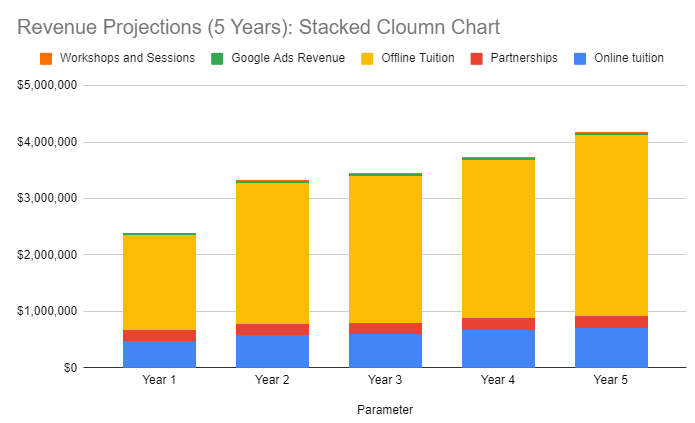 Revenue Projections (5 Years): Stacked Cloumn Chart
Workshops and Sessions Google Ads Revenue Offline Tuition Partnerships Online tuition
$5,000,000
$4,000,000
$3,000,000
$2,000,000
$1,000,000
$0
Year 1 Year 2 Year 3 Year 4 Year 5
Parameter